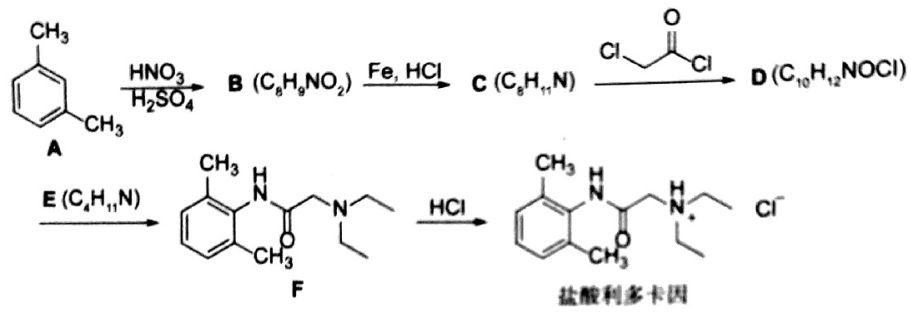 CH₃
CH₃
A
HNO₃
H₂SO₄
B (C₈H₉NO₂)
Fe, HCl
C (C₈H₁₁N)
Cl
O
Cl
D (C₁₀H₁₂NOCl)
E (C₄H₁₁N)
CH₃
H
N
O
N
CH₃
F
HCl
CH₃
H
N
O
H
N
+
CH₃
Cl⁻
盐酸利多卡因